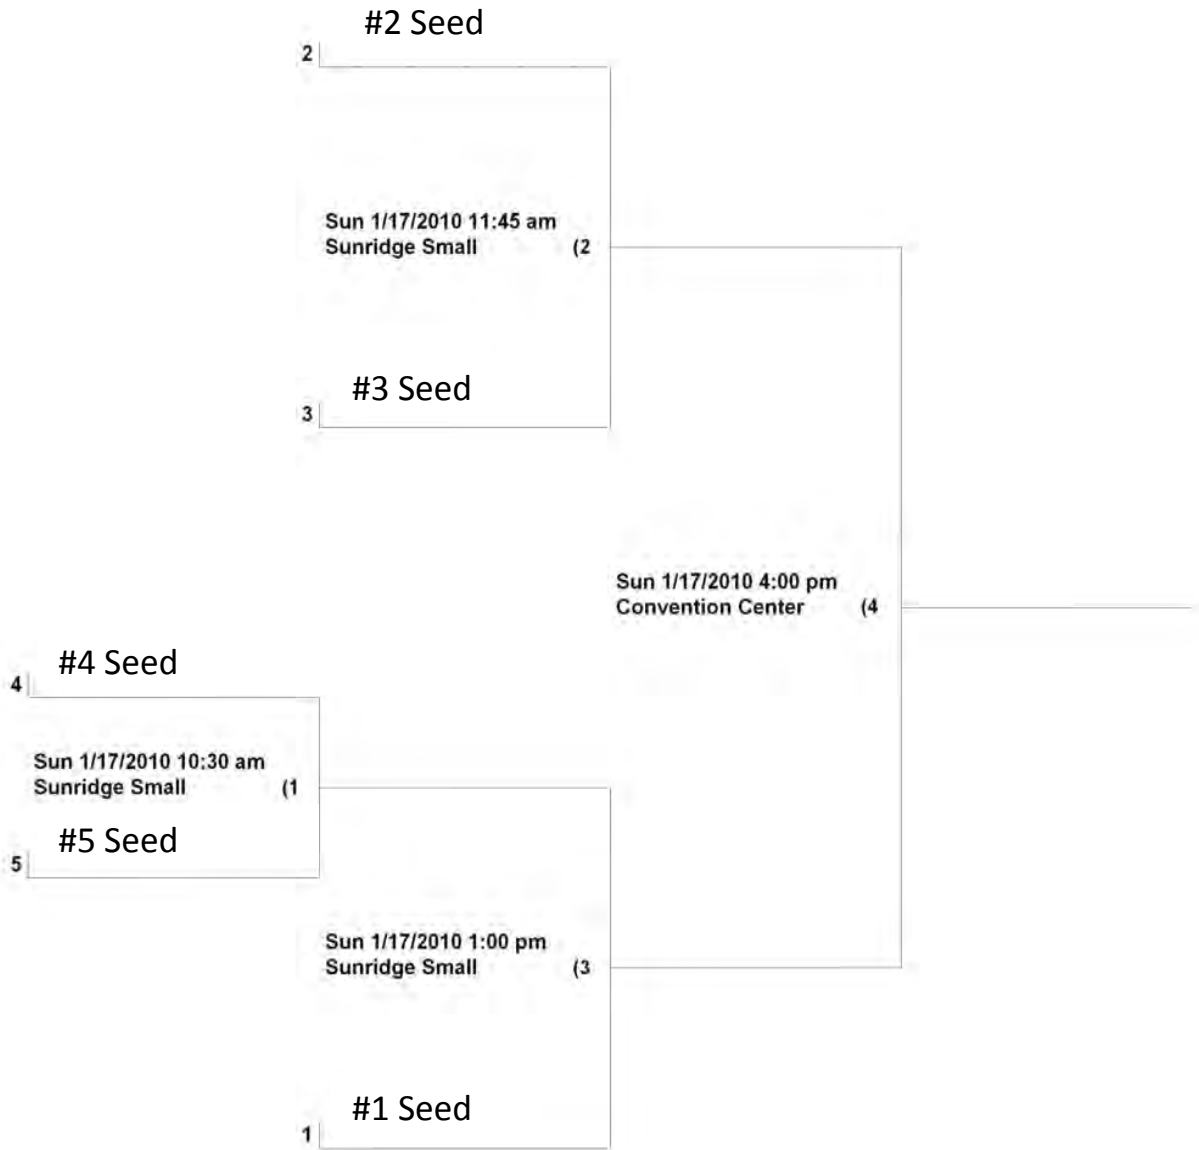 #2 Seed
2
Sun 1/17/2010 11:45 am
Sunridge Small (2
#3 Seed
3
Sun 1/17/2010 4:00 pm
Convention Center (4
#4 Seed
4
Sun 1/17/2010 10:30 am
Sunridge Small (1
#5 Seed
5
Sun 1/17/2010 1:00 pm
Sunridge Small (3
#1 Seed
1